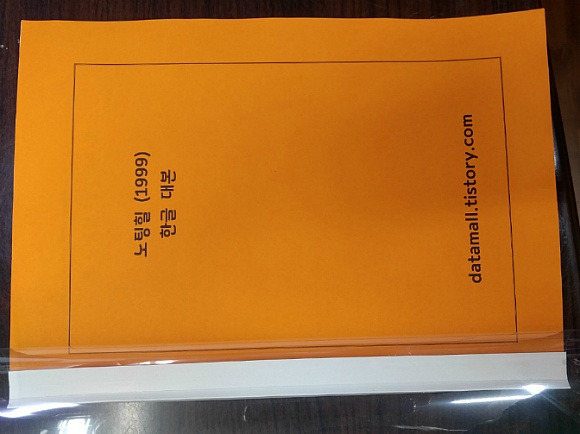 노팅힐 (1999)
한글 대본
datamall.tistory.com